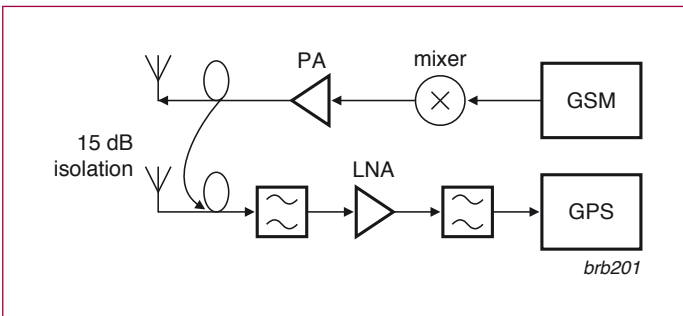 PA
mixer
GSM
15 dB
isolation
LNA
GPS
brb201